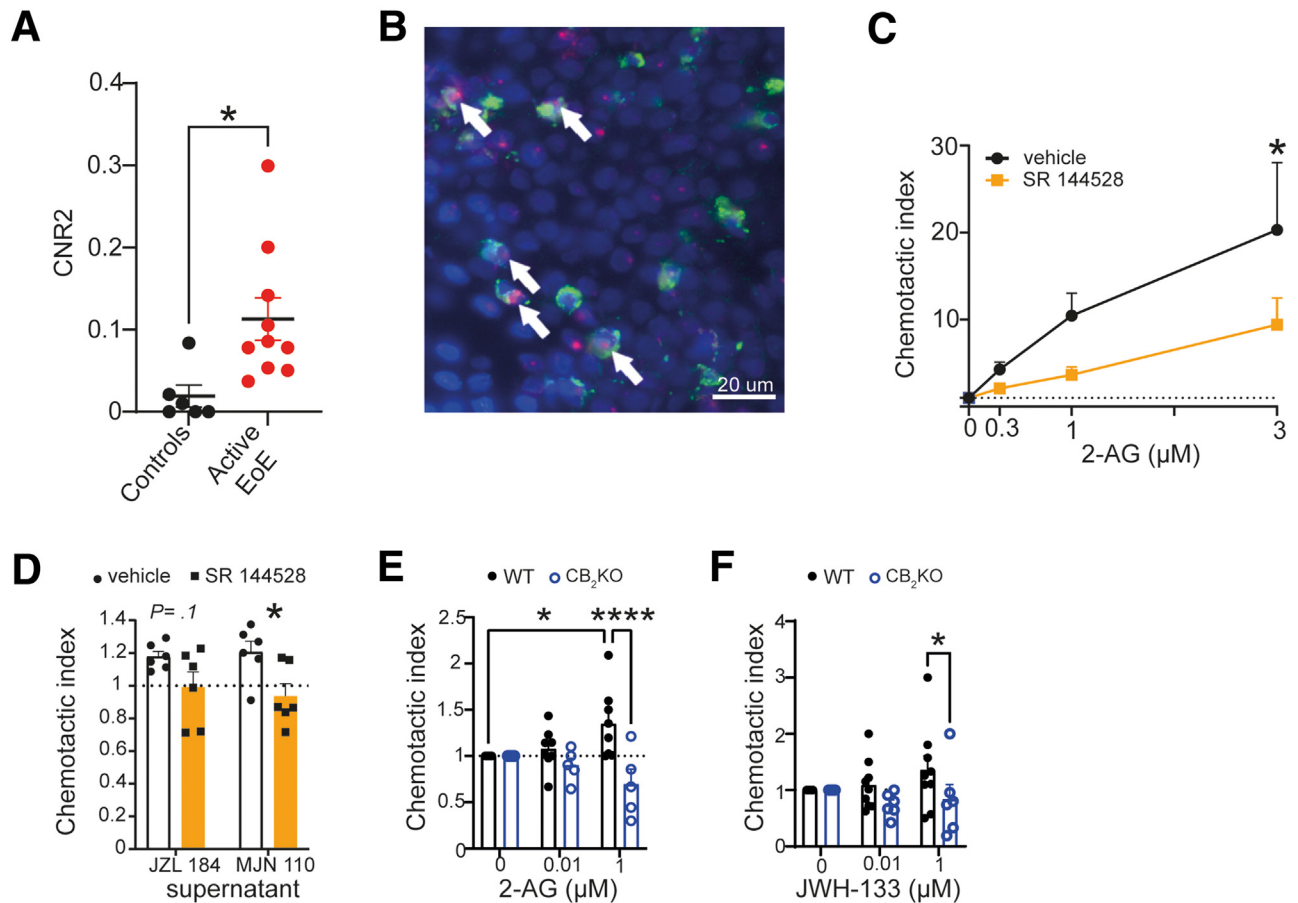 A
CNR2
0.4
0.3
0.2
0.1
0
*
Controls
Active
EoE
B
20 um
C
Chemotactic index
30
20
10
*
vehicle
SR 144528
0 0.3 1 3
2-AG (µM)
D
vehicle SR 144528
P= .1 *
Chemotactic index
1.4
1.2
1
0.8
0.6
0.4
0.2
0
JZL 184 MJN 110
supernatant
E
WT CB₂KO
* ****
Chemotactic index
2.5
2
1.5
1
0.5
0
0 0.01 1
2-AG (µM)
F
WT CB₂KO
*
Chemotactic index
4
3
2
1
0
0 0.01 1
JWH-133 (µM)